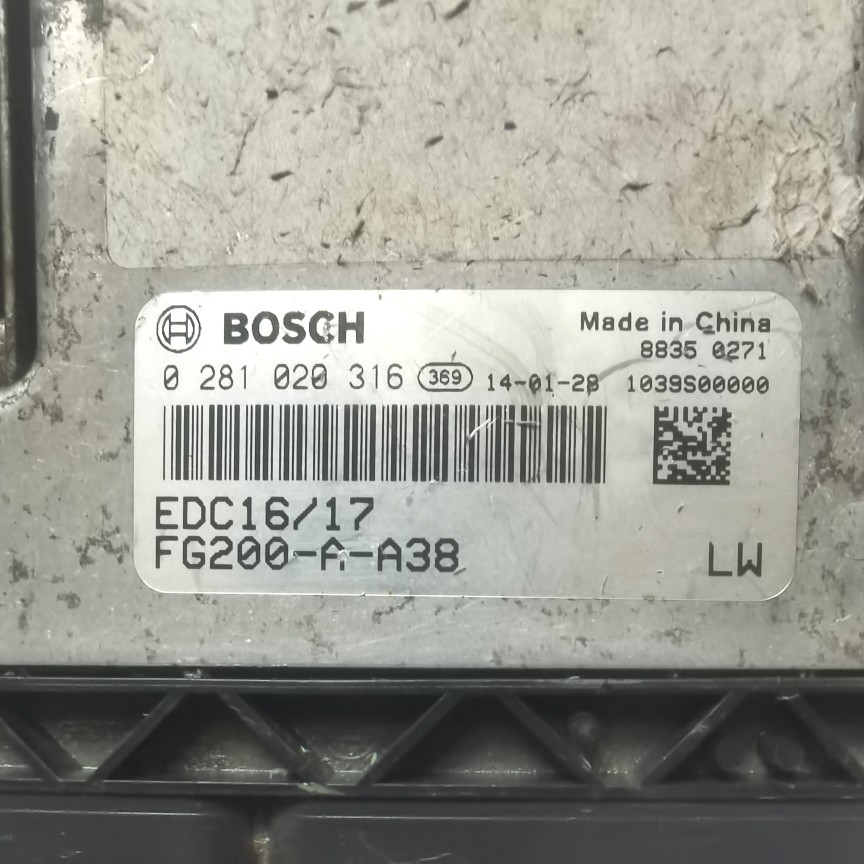 BOSCH
Made in China
8835 0271
0 281 020 316 369 14-01-28 1039S00000
EDC16/17
FG200-A-A38
LW